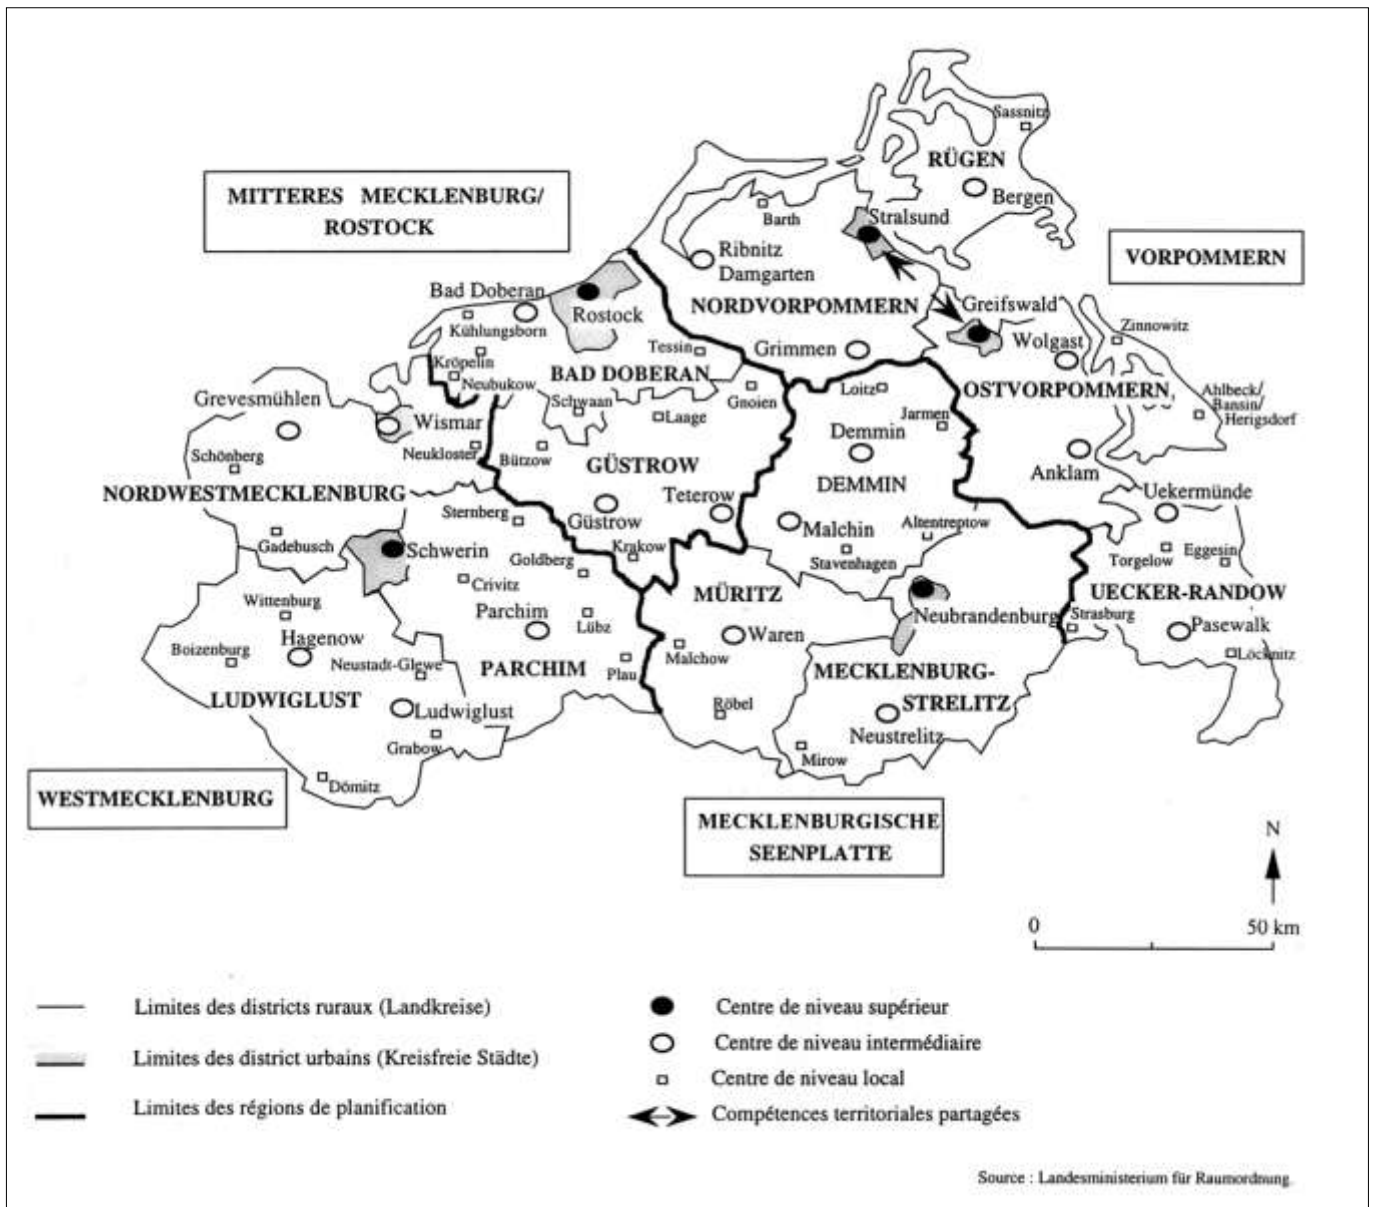 Sassnitz
RÜGEN
Bergen
MITTERES MECKLENBURG/
ROSTOCK
Barth
Stralsund
Ribnitz
Damgarten
VORPOMMERN
NORDVORPOMMERN
Bad Doberan
Rostock
Kühlungsborn
Greifswald
Zinnowitz
Wolgast
Tessin
Grimmen
Kröpelin
Neubukow
BAD DOBERAN
Gnoien
Loitz
OSTVORPOMMERN
Ahlbeck/
Bansin/
Herigsdorf
Grevesmühlen
Schwaan
Laage
Jarmen
Wismar
Demmin
Neukloster
Bützow
Schönberg
GÜSTROW
Anklam
NORDWESTMECKLENBURG
DEMMIN
Teterow
Uekermünde
Sternberg
Güstrow
Malchin
Altentreptow
Gadebusch
Schwerin
Goldberg
Krakow
Stavenhagen
Torgelow
Eggesin
Crivitz
MÜRITZ
UECKER-RANDOW
Wittenburg
Parchim
Lübz
Neubrandenburg
Strasburg
Hagenow
Waren
Pasewalk
Boizenburg
Neustadt-Glewe
Malchow
Löcknitz
PARCHIM
Plau
MECKLENBURG-
STRELITZ
LUDWIGLUST
Ludwiglust
Röbel
Neustrelitz
Grabow
Mirow
Dömitz
WESTMECKLENBURG
MECKLENBURGISCHE
SEENPLATTE
N
0 50 km
Limites des districts ruraux (Landkreise)
Limites des district urbains (Kreisfreie Städte)
Limites des régions de planification
Centre de niveau supérieur
Centre de niveau intermédiaire
Centre de niveau local
Compétences territoriales partagées
Source : Landesministerium für Raumordnung.